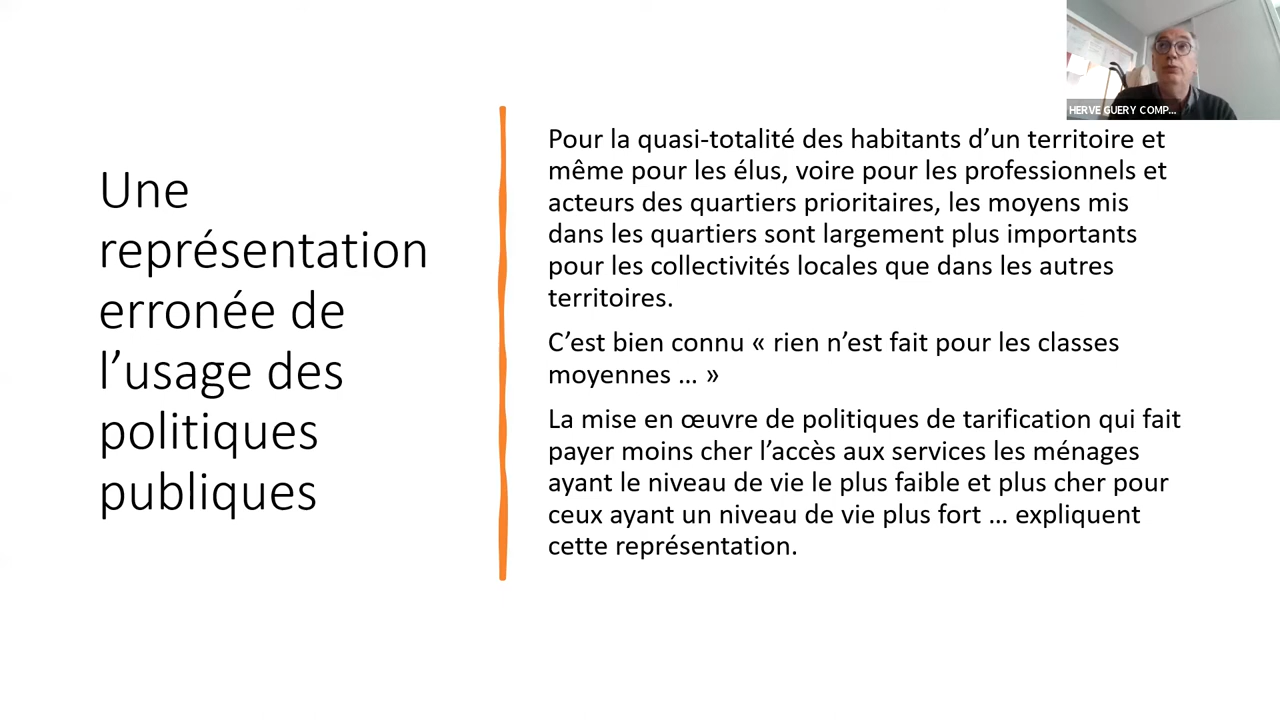 HERVE GUERY COMP...
Une
représentation
erronée de
l’usage des
politiques
publiques
Pour la quasi-totalité des habitants d’un territoire et
même pour les élus, voire pour les professionnels et
acteurs des quartiers prioritaires, les moyens mis
dans les quartiers sont largement plus importants
pour les collectivités locales que dans les autres
territoires.
C’est bien connu « rien n’est fait pour les classes
moyennes … »
La mise en œuvre de politiques de tarification qui fait
payer moins cher l’accès aux services les ménages
ayant le niveau de vie le plus faible et plus cher pour
ceux ayant un niveau de vie plus fort … expliquent
cette représentation.